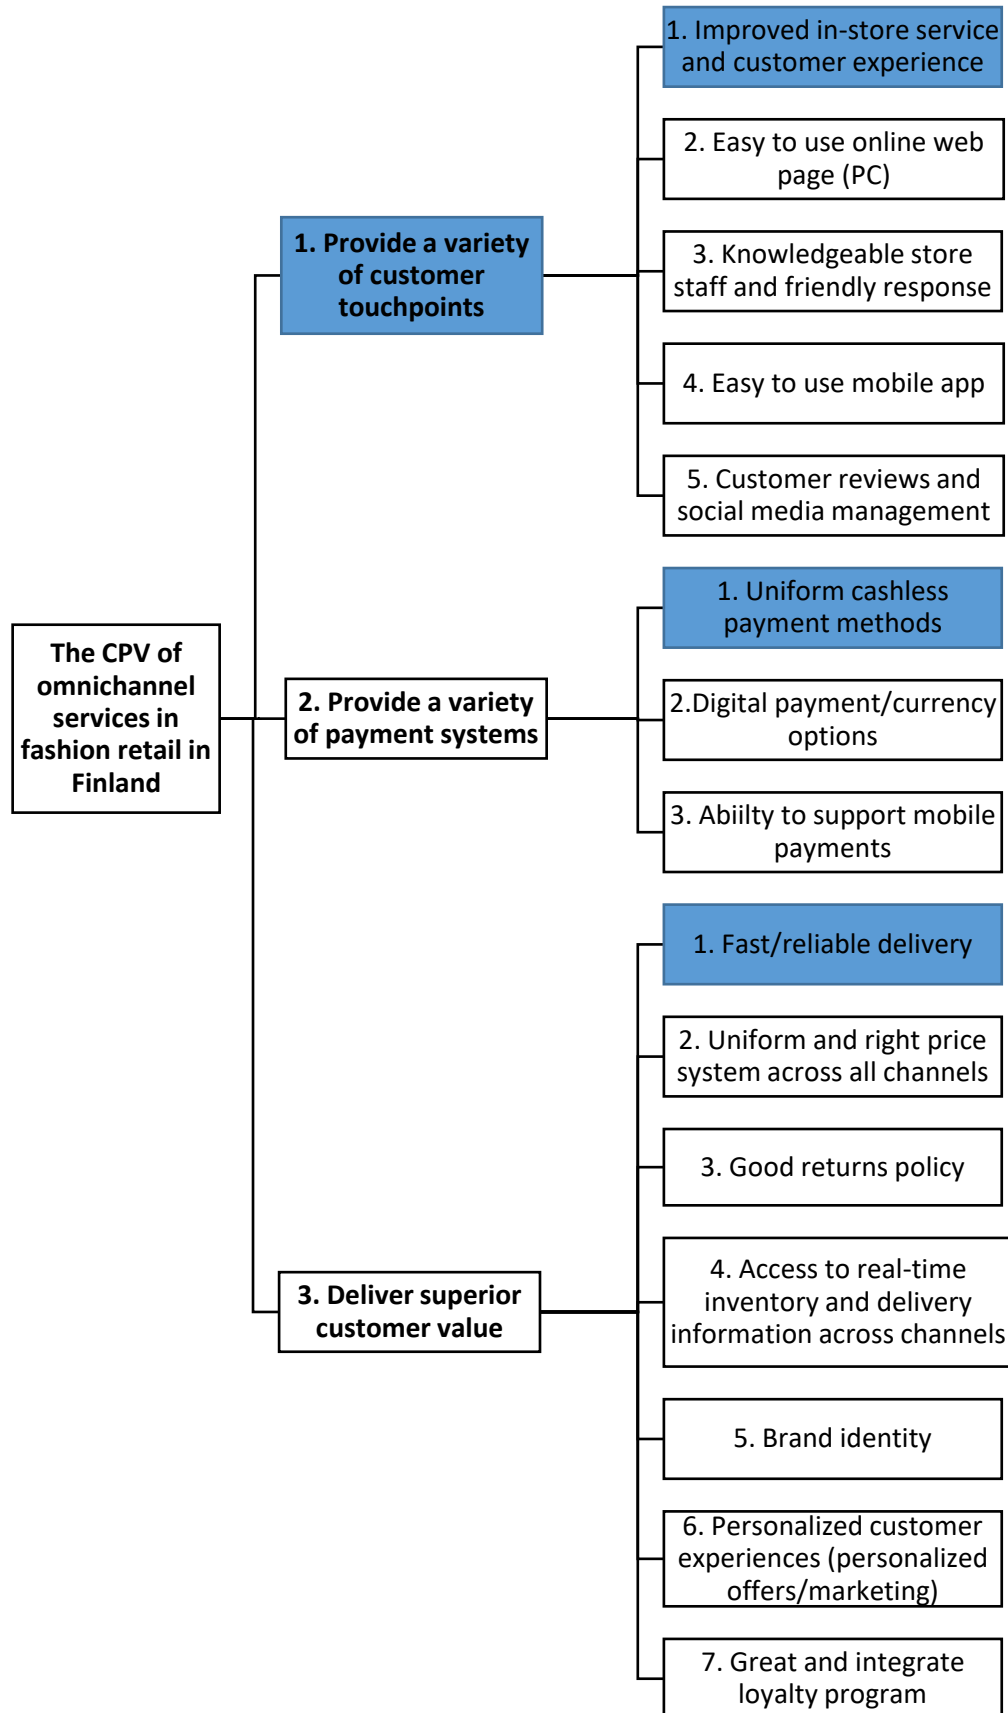 The CPV of
omnichannel
services in
fashion retail in
Finland
1. Provide a variety
of customer
touchpoints
1. Improved in-store service
and customer experience
2. Easy to use online web
page (PC)
3. Knowledgeable store
staff and friendly response
4. Easy to use mobile app
5. Customer reviews and
social media management
2. Provide a variety
of payment systems
1. Uniform cashless
payment methods
2.Digital payment/currency
options
3. Abiilty to support mobile
payments
3. Deliver superior
customer value
1. Fast/reliable delivery
2. Uniform and right price
system across all channels
3. Good returns policy
4. Access to real-time
inventory and delivery
information across channels
5. Brand identity
6. Personalized customer
experiences (personalized
offers/marketing)
7. Great and integrate
loyalty program